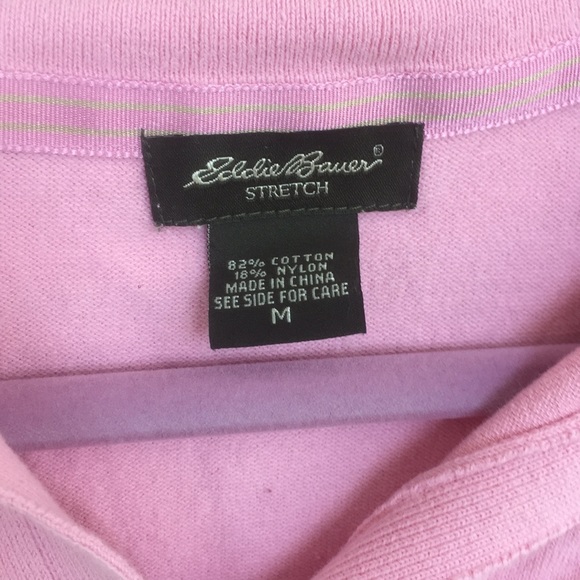 Eddie Bauer®
STRETCH
82% COTTON
18% NYLON
MADE IN CHINA
SEE SIDE FOR CARE
M